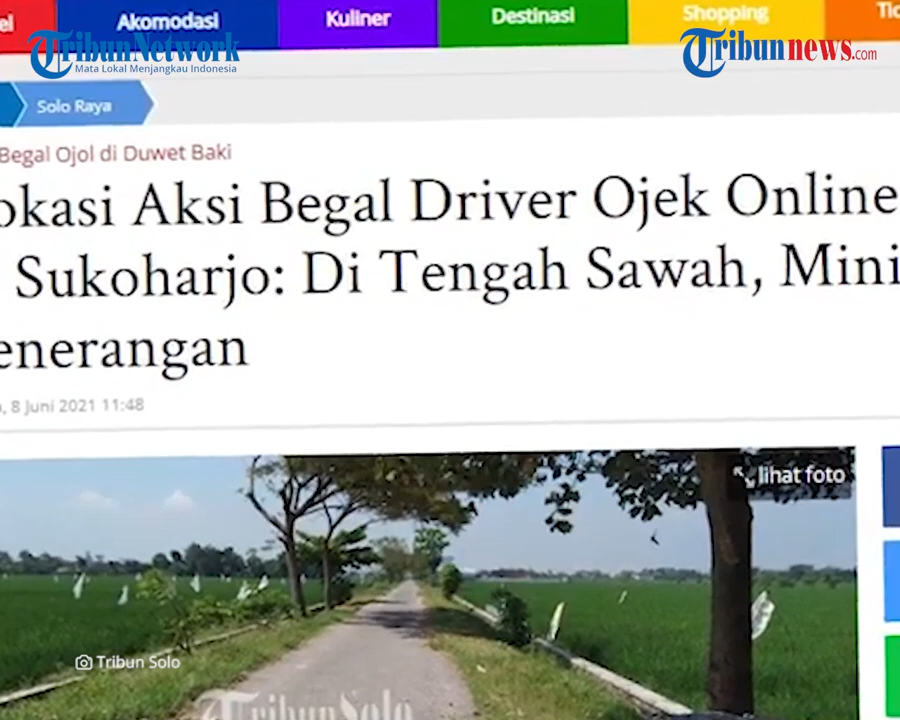 Akomodasi Kuliner Destinasi Shopping
TribunNetwork
Mata Lokal Menjangkau Indonesia
Tribunnews.com
Solo Raya
Begal Ojol di Duwet Baki
okasi Aksi Begal Driver Ojek Online
Sukoharjo: Di Tengah Sawah, Mini
enerangan
, 8 Juni 2021 11:48
lihat foto
Tribun Solo
TribunSolo